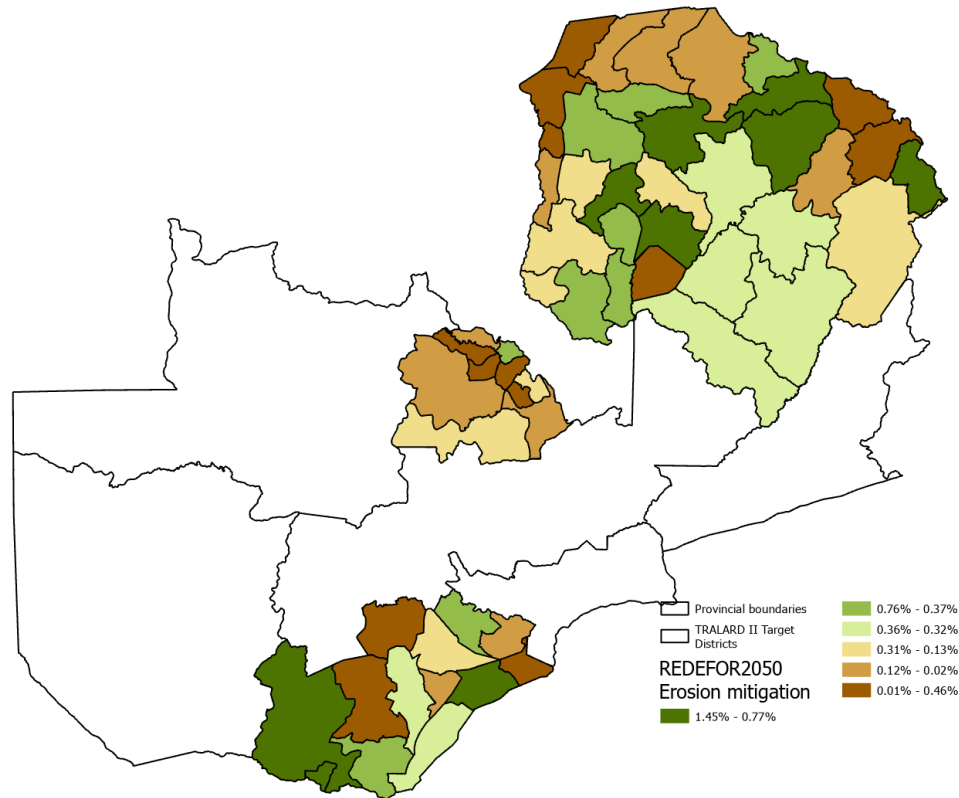 Provincial boundaries
TRALARD II Target
Districts
REDEFOR2050
Erosion mitigation
1.45% - 0.77%
0.76% - 0.37%
0.36% - 0.32%
0.31% - 0.13%
0.12% - 0.02%
0.01% - 0.46%